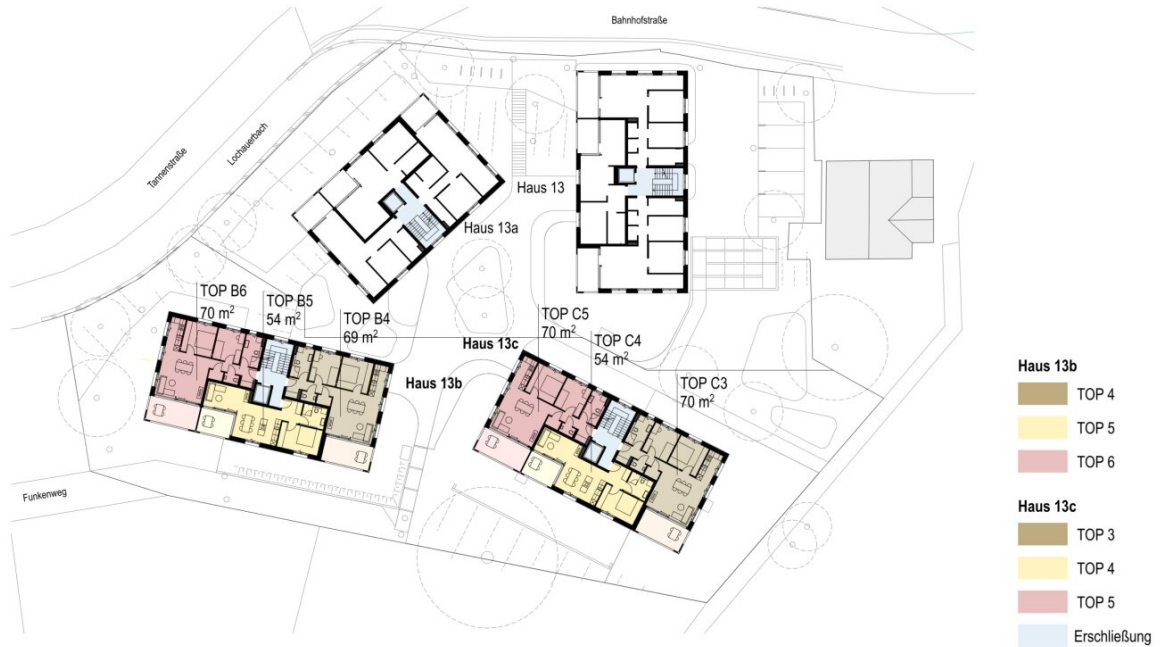 Bahnhofstraße
Tannenstraße
Lochauerbach
Haus 13
Haus 13a
TOP B6
70 m²
TOP B5
54 m²
TOP B4
69 m²
Haus 13b
Haus 13c
TOP C5
70 m²
TOP C4
54 m²
TOP C3
70 m²
Funkenweg
Haus 13b
TOP 4
TOP 5
TOP 6
Haus 13c
TOP 3
TOP 4
TOP 5
Erschließung